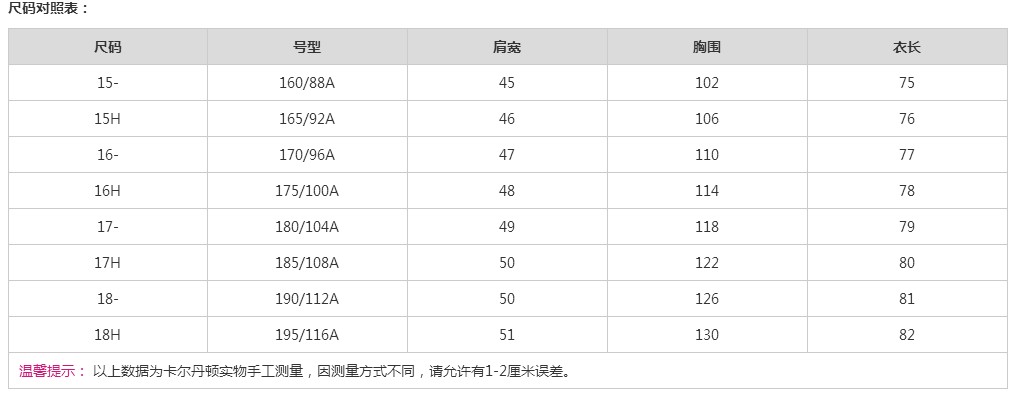 尺码对照表：
尺码 号型 肩宽 胸围 衣长
15- 160/88A 45 102 75
15H 165/92A 46 106 76
16- 170/96A 47 110 77
16H 175/100A 48 114 78
17- 180/104A 49 118 79
17H 185/108A 50 122 80
18- 190/112A 50 126 81
18H 195/116A 51 130 82
温馨提示：以上数据为卡尔丹顿实物手工测量，因测量方式不同，请允许有1-2厘米误差。